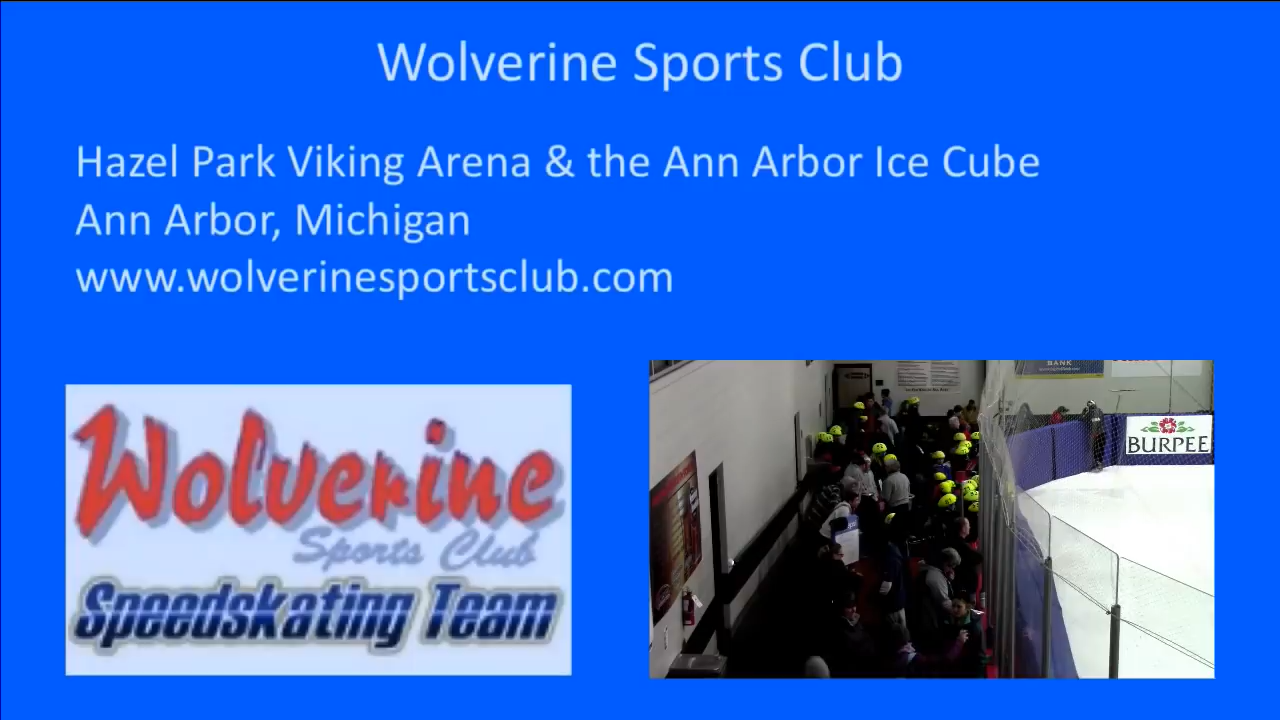 Wolverine Sports Club
Hazel Park Viking Arena & the Ann Arbor Ice Cube
Ann Arbor, Michigan
www.wolverinesportsclub.com
Wolverine
Sports Club
Speedskating Team
BANK
BURPEE